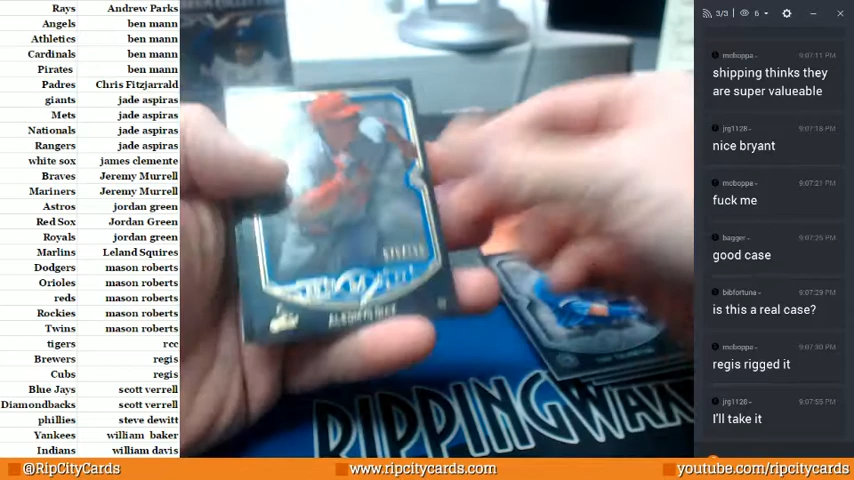 Rays Andrew Parks
Angels ben mann
Athletics ben mann
Cardinals ben mann
Pirates ben mann
Padres Chris Fitzjarrald
giants jade aspiras
Mets jade aspiras
Nationals jade aspiras
Rangers jade aspiras
white sox james clemente
Braves Jeremy Murrell
Mariners Jeremy Murrell
Astros jordan green
Red Sox Jordan Green
Royals jordan green
Marlins Leland Squires
Dodgers mason roberts
Orioles mason roberts
reds mason roberts
Rockies mason roberts
Twins mason roberts
tigers rcc
Brewers regis
Cubs regis
Blue Jays scott verrell
Diamondbacks scott verrell
phillies steve dewitt
Yankees william baker
Indians william davis
RIPPINGWAX
3/3 6
moboppa 9:07:11 PM
shipping thinks they
are super valueable
jrg1128 9:07:18 PM
nice bryant
moboppa 9:07:21 PM
fuck me
bagger 9:07:25 PM
good case
bibfortuna 9:07:29 PM
is this a real case?
moboppa 9:07:30 PM
regis rigged it
jrg1128 9:07:55 PM
I'll take it
@RipCityCards
www.ripcitycards.com
youtube.com/ripcitycards